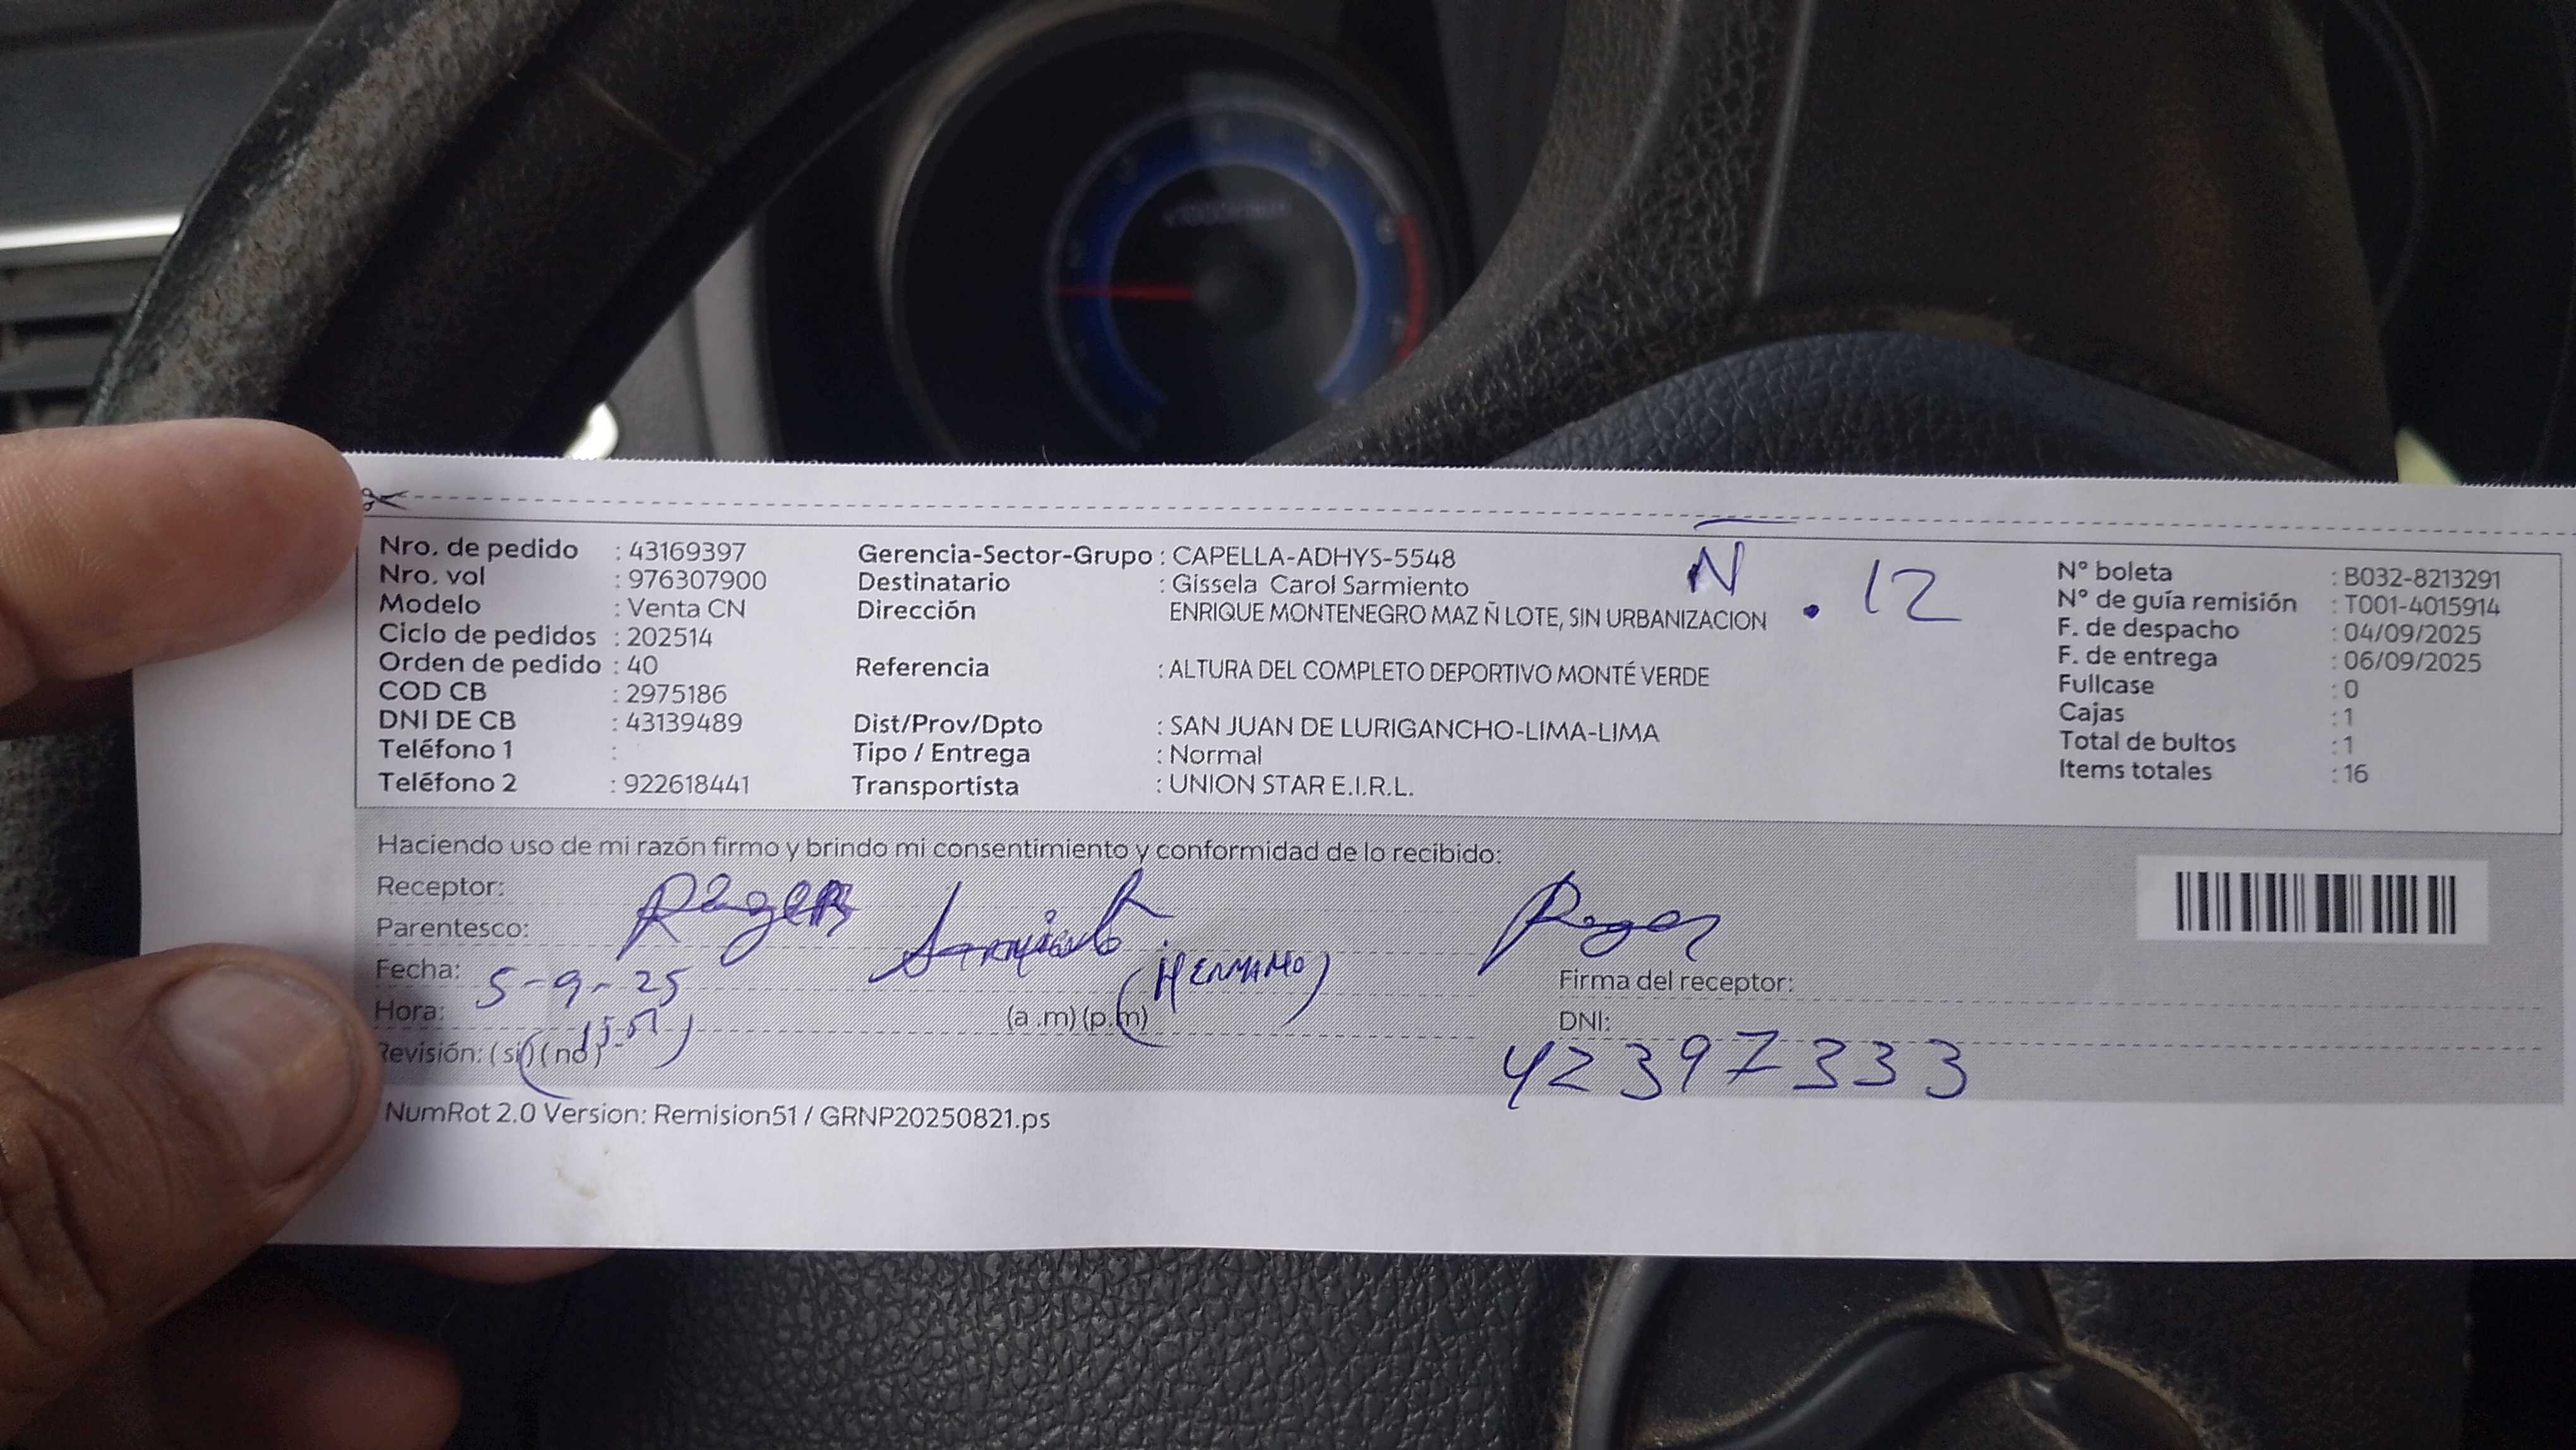 Nro. de pedido : 43169397
Nro. vol : 976307900
Modelo : Venta CN
Ciclo de pedidos : 202514
Orden de pedido : 40
COD CB : 2975186
DNI DE CB : 43139489
Teléfono 1 :
Teléfono 2 : 922618441
Gerencia-Sector-Grupo : CAPELLA-ADHYS-5548
Destinatario : Gissela Carol Sarmiento
Dirección ENRIQUE MONTENEGRO MAZ Ñ LOTE, SIN URBANIZACION
Referencia : ALTURA DEL COMPLETO DEPORTIVO MONTÉ VERDE
Dist/Prov/Dpto : SAN JUAN DE LURIGANCHO-LIMA-LIMA
Tipo / Entrega : Normal
Transportista : UNION STAR E.I.R.L.
Ñ . 12
N° boleta : B032-8213291
N° de guía remisión : T001-4015914
F. de despacho : 04/09/2025
F. de entrega : 06/09/2025
Fullcase : 0
Cajas : 1
Total de bultos : 1
Items totales : 16
Haciendo uso de mi razón firmo y brindo mi consentimiento y conformidad de lo recibido:
Receptor: Roger Sarmiento
Parentesco: (HERMANO)
Fecha: 5-9-25
Hora: (a .m) (p.m)
Revisión: ( si ) ( no )
Roger
Firma del receptor:
DNI:
42397333
NumRot 2.0 Version: Remision51 / GRNP20250821.ps